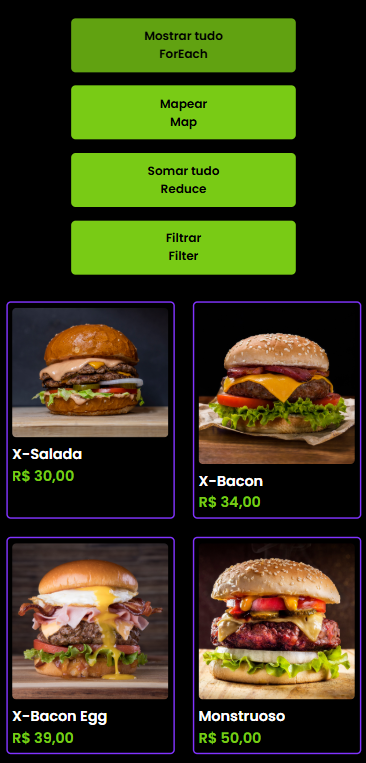 Mostrar tudo
ForEach
Mapear
Map
Somar tudo
Reduce
Filtrar
Filter
X-Salada
R$ 30,00
X-Bacon
R$ 34,00
X-Bacon Egg
R$ 39,00
Monstruoso
R$ 50,00